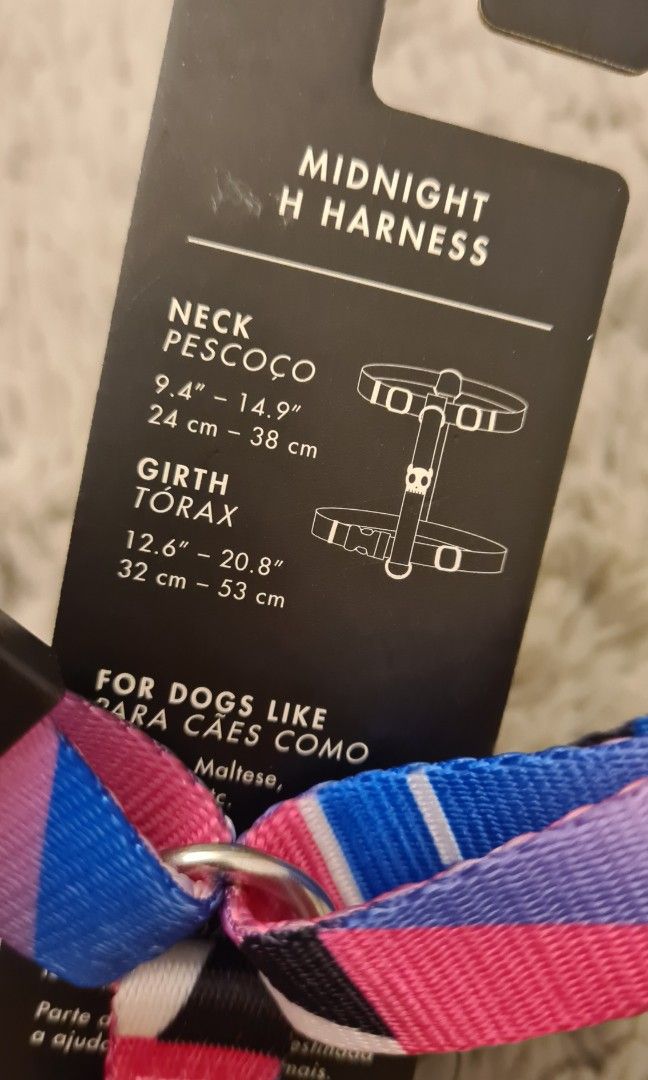 MIDNIGHT
H HARNESS
NECK
PESCOÇO
9.4” – 14.9”
24 cm – 38 cm
GIRTH
TÓRAX
12.6” – 20.8”
32 cm – 53 cm
FOR DOGS LIKE
PARA CÃES COMO
Maltese,
Parte
a